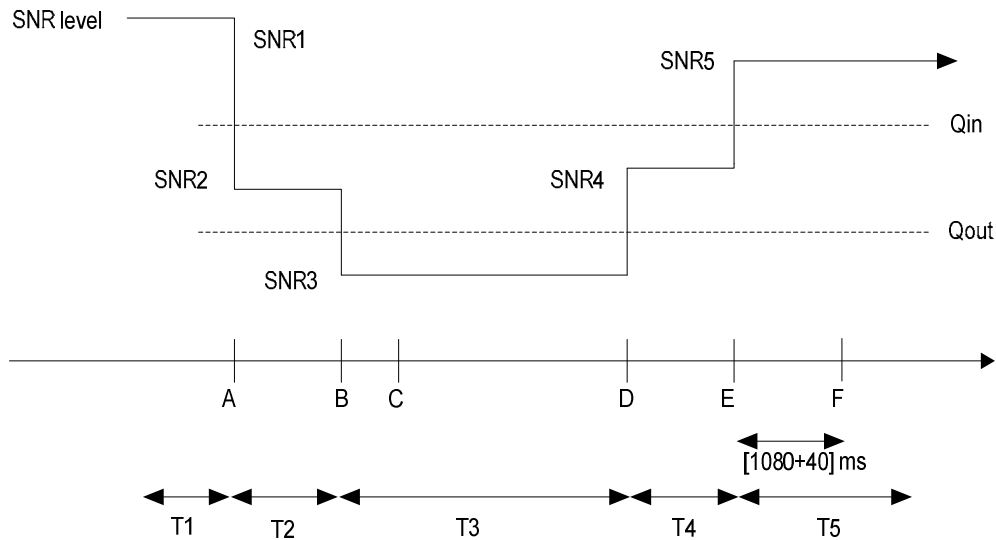 SNR level
SNR1
SNR5
Qin
SNR2
SNR4
Qout
SNR3
A B C D E F
[1080+40] ms
T1 T2 T3 T4 T5